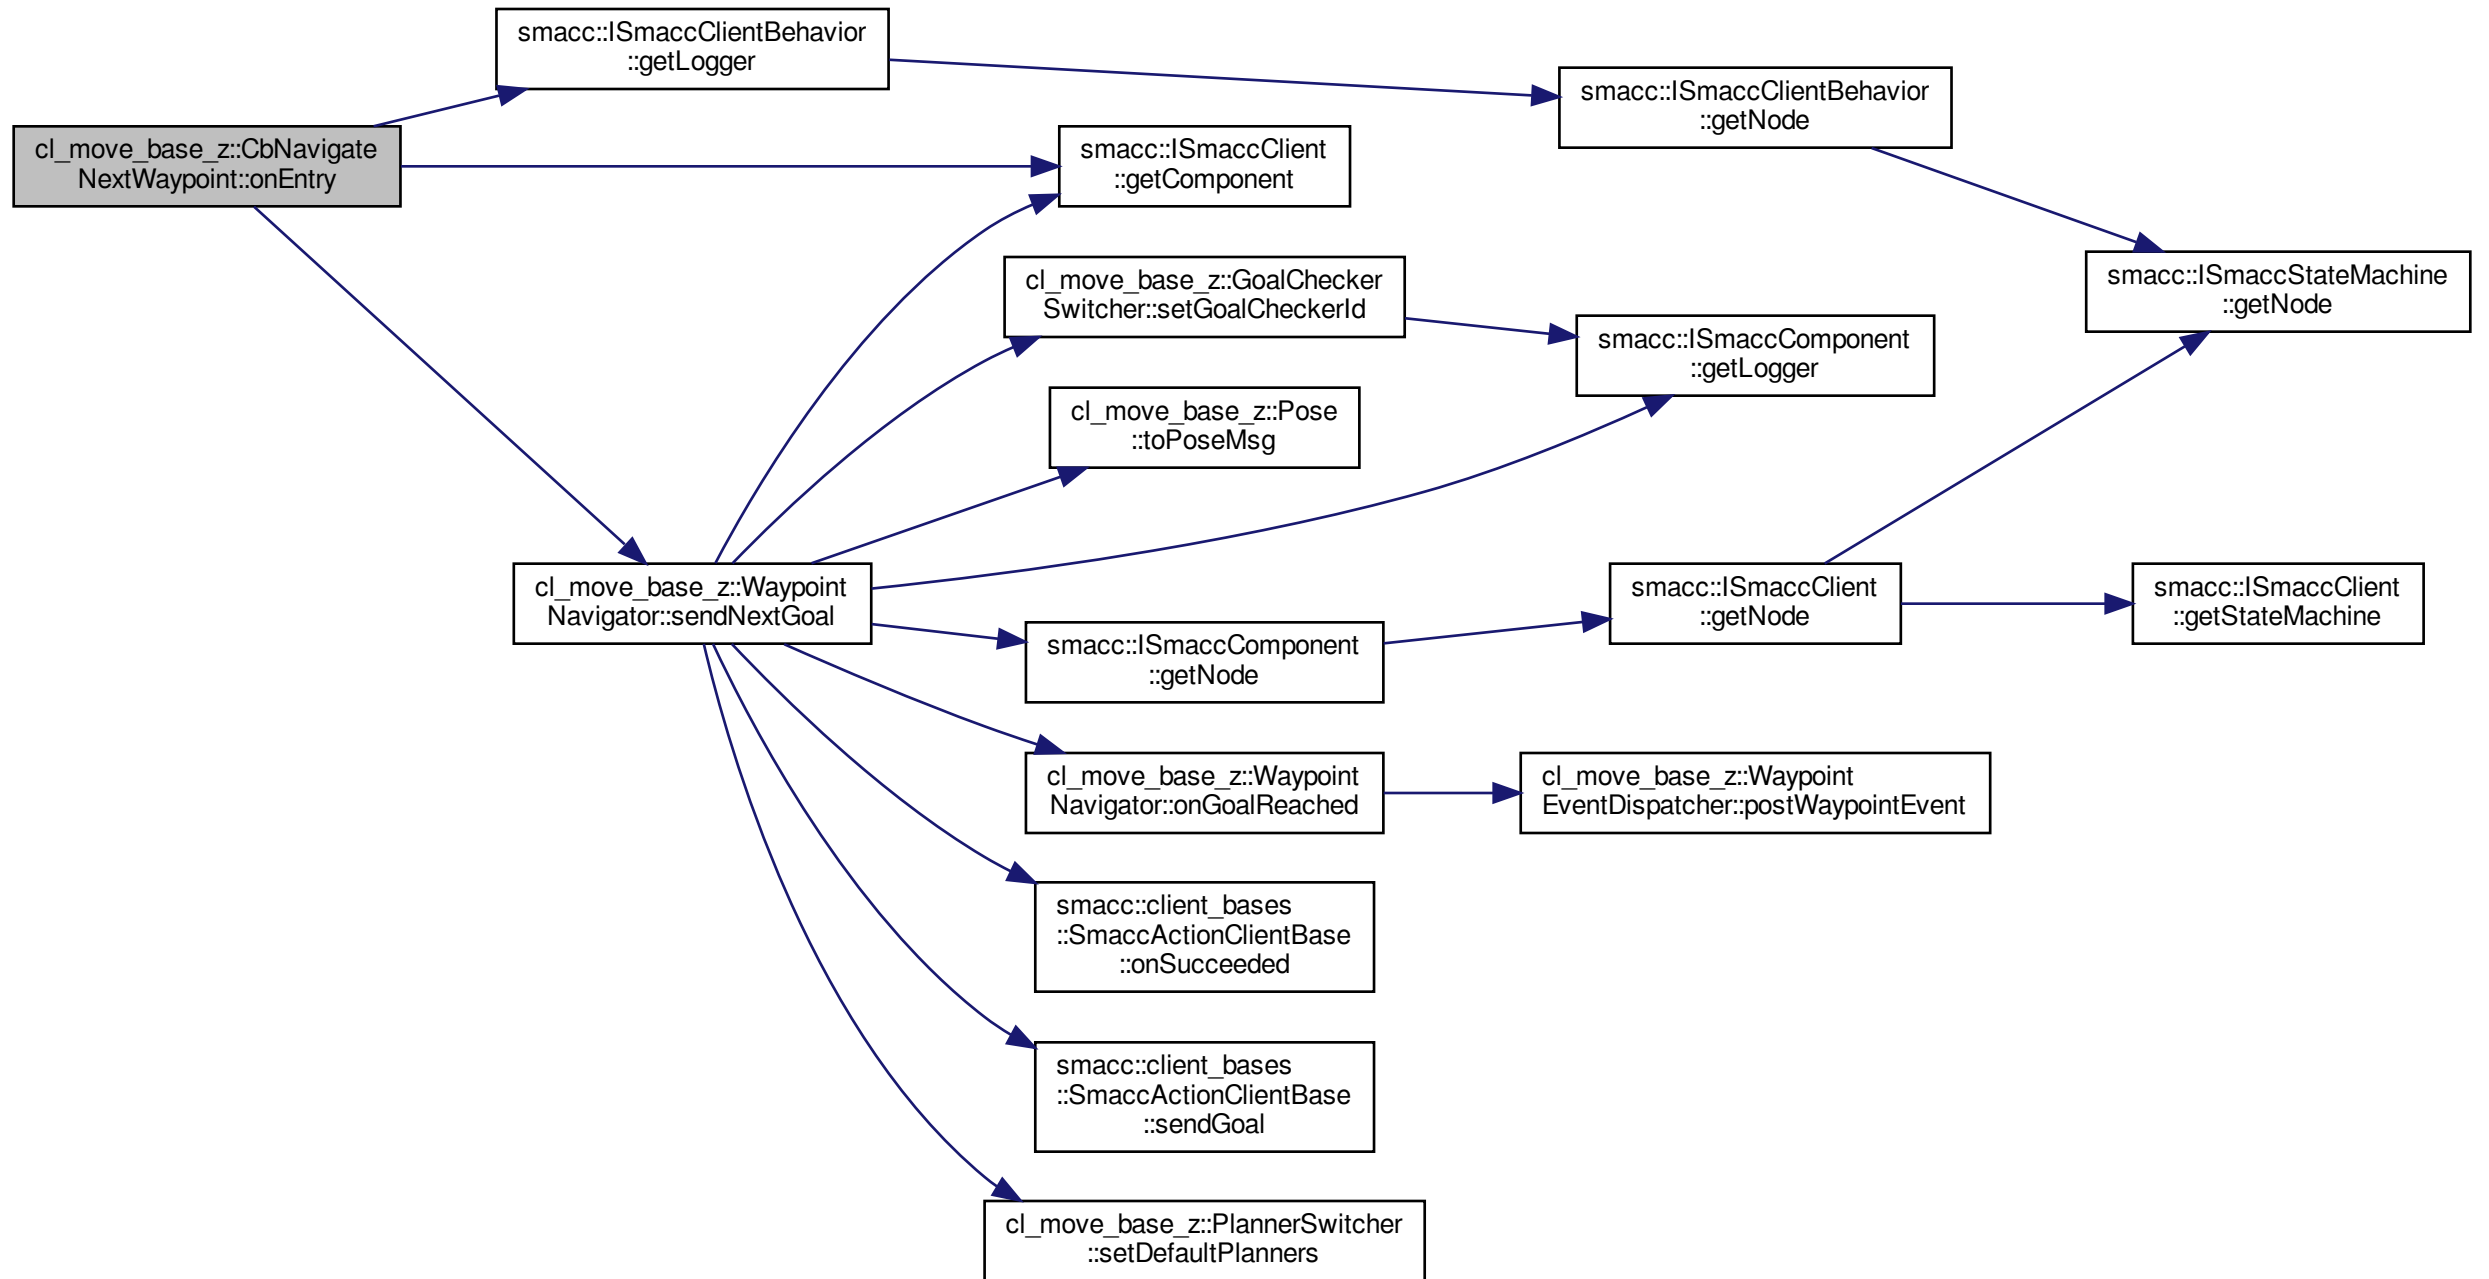 smacc::ISmaccClientBehavior
::getLogger
smacc::ISmaccClientBehavior
::getNode
cl_move_base_z::CbNavigate
NextWaypoint::onEntry
smacc::ISmaccClient
::getComponent
cl_move_base_z::GoalChecker
Switcher::setGoalCheckerId
smacc::ISmaccStateMachine
::getNode
smacc::ISmaccComponent
::getLogger
cl_move_base_z::Pose
::toPoseMsg
cl_move_base_z::Waypoint
Navigator::sendNextGoal
smacc::ISmaccClient
::getNode
smacc::ISmaccClient
::getStateMachine
smacc::ISmaccComponent
::getNode
cl_move_base_z::Waypoint
Navigator::onGoalReached
cl_move_base_z::Waypoint
EventDispatcher::postWaypointEvent
smacc::client_bases
::SmaccActionClientBase
::onSucceeded
smacc::client_bases
::SmaccActionClientBase
::sendGoal
cl_move_base_z::PlannerSwitcher
::setDefaultPlanners